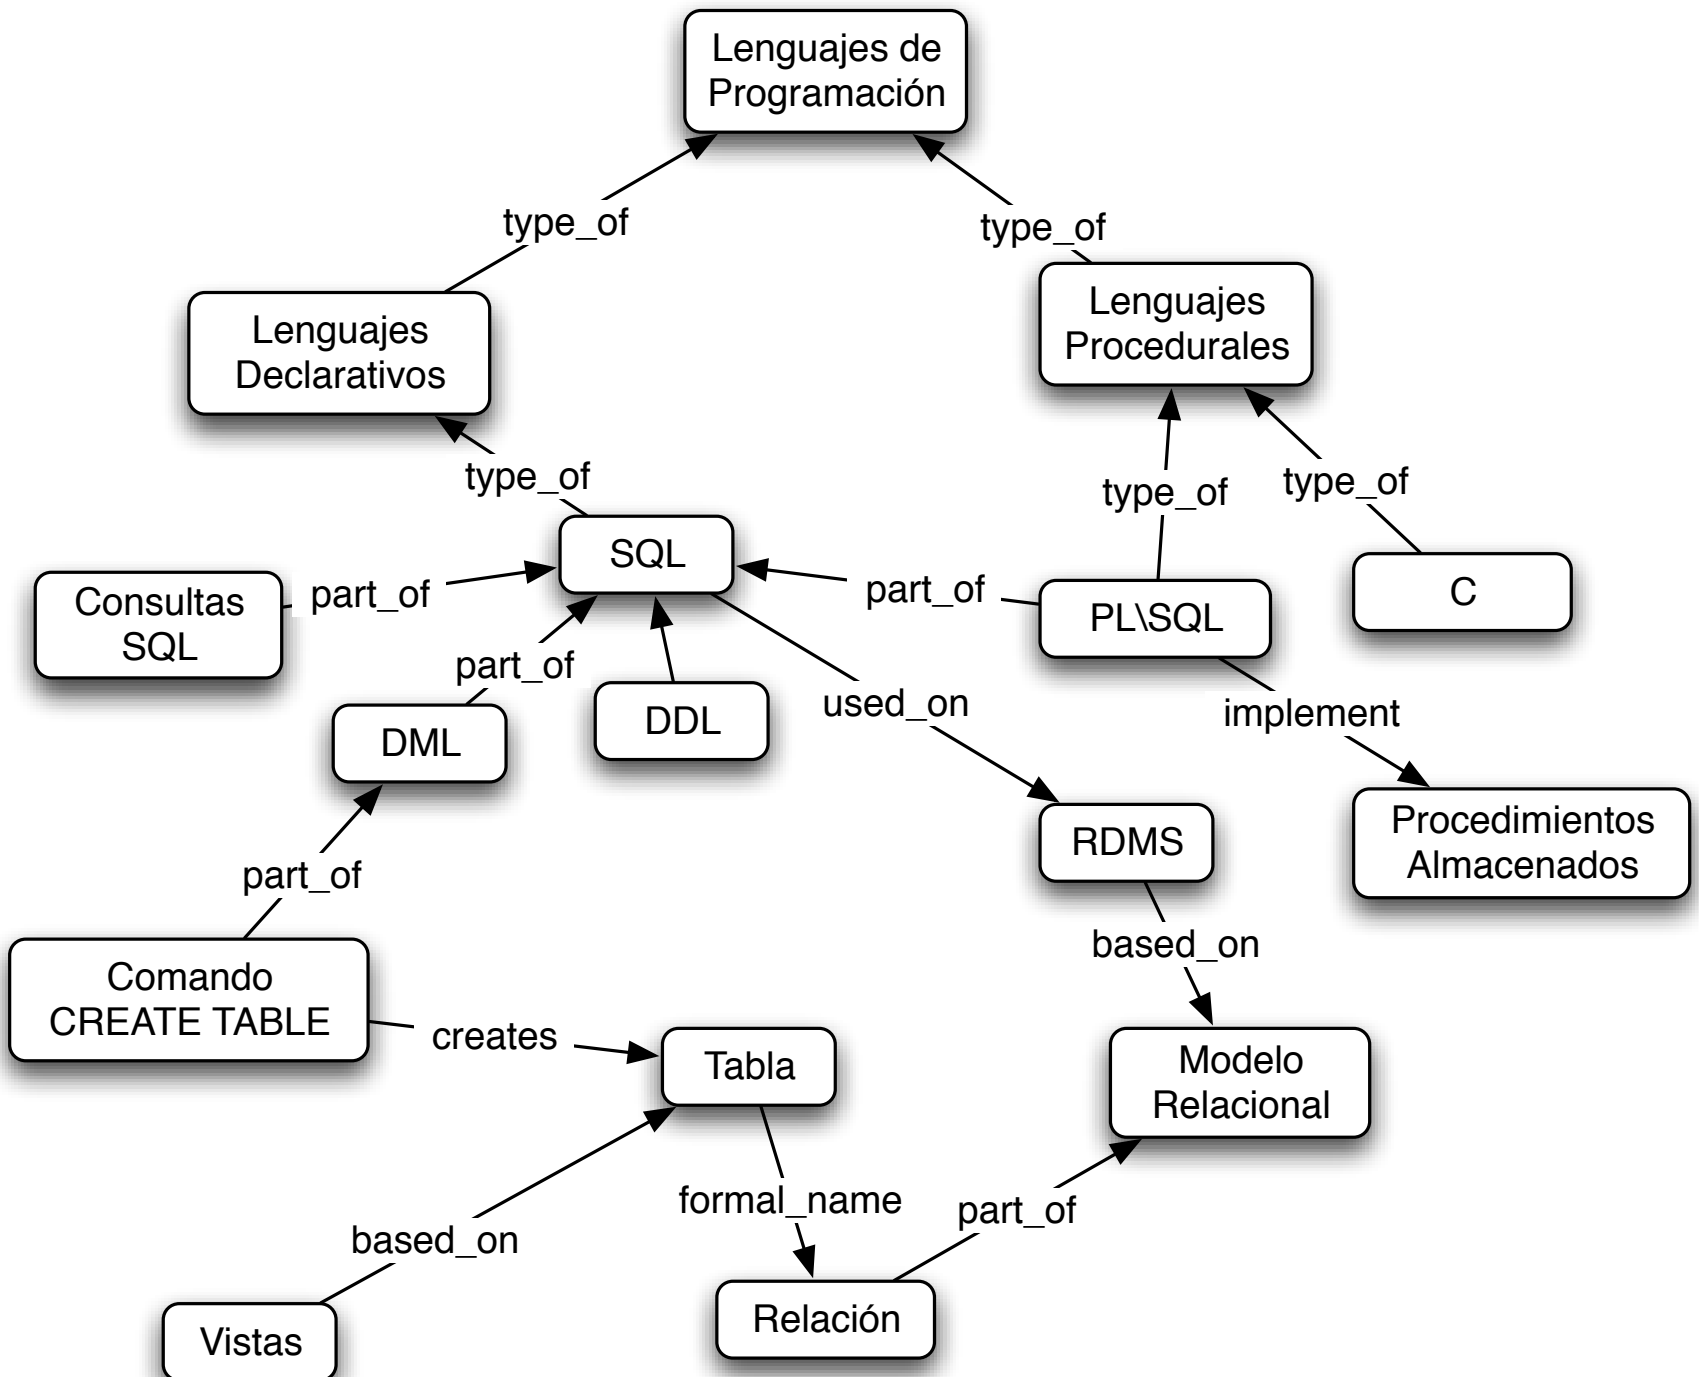 Lenguajes de
Programación
type_of
type_of
Lenguajes
Declarativos
Lenguajes
Procedurales
type_of
type_of
type_of
SQL
Consultas
SQL
part_of
part_of
PL\SQL
C
part_of
DML
DDL
used_on
implement
RDMS
Procedimientos
Almacenados
part_of
based_on
Comando
CREATE TABLE
creates
Tabla
Modelo
Relacional
formal_name
part_of
based_on
Vistas
Relación